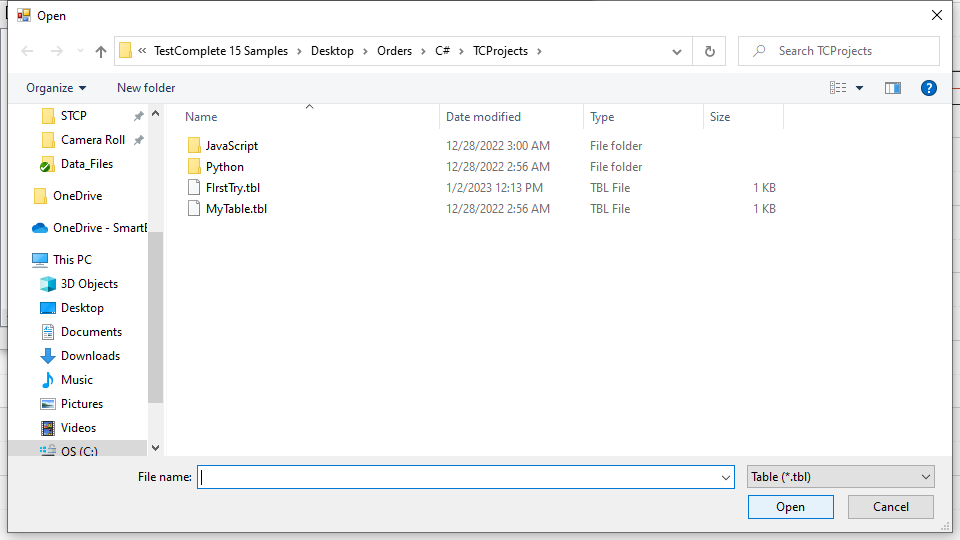 Open
« TestComplete 15 Samples > Desktop > Orders > C# > TCProjects >
Search TCProjects
Organize
New folder
STCP
Camera Roll
Data_Files
OneDrive
OneDrive - SmartB
This PC
3D Objects
Desktop
Documents
Downloads
Music
Pictures
Videos
OS (C:)
Name Date modified Type Size
JavaScript 12/28/2022 3:00 AM File folder
Python 12/28/2022 2:56 AM File folder
FIrstTry.tbl 1/2/2023 12:13 PM TBL File 1 KB
MyTable.tbl 12/28/2022 2:56 AM TBL File 1 KB
File name:
Table (*.tbl)
Open
Cancel